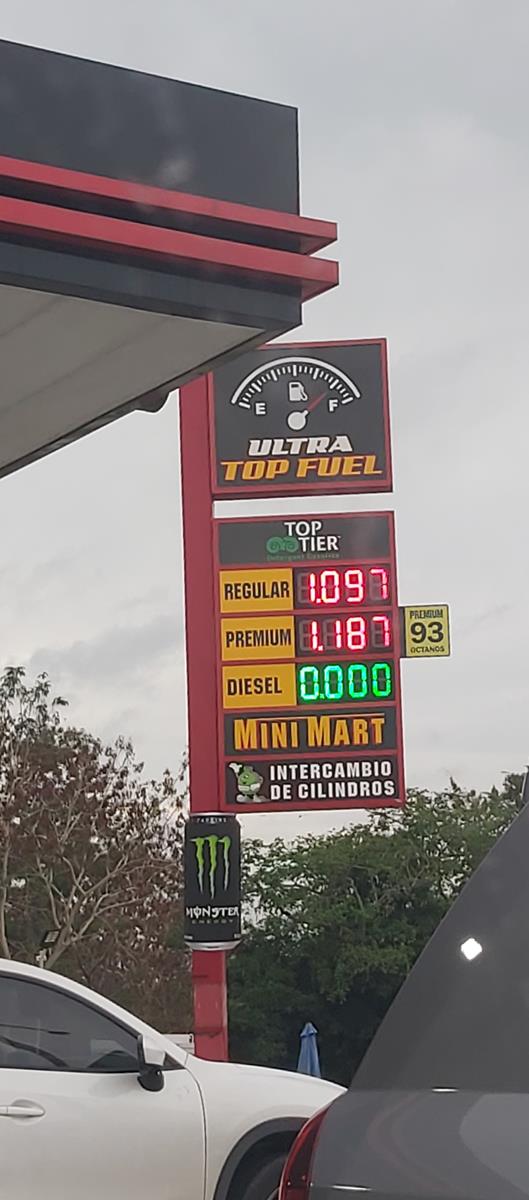 E F
ULTRA
TOP FUEL
TOP
TIER
REGULAR 1.097
PREMIUM 1.187
PREMIUM
93
OCTANOS
DIESEL 0.000
MINI MART
INTERCAMBIO
DE CILINDROS
MONSTER
ENERGY